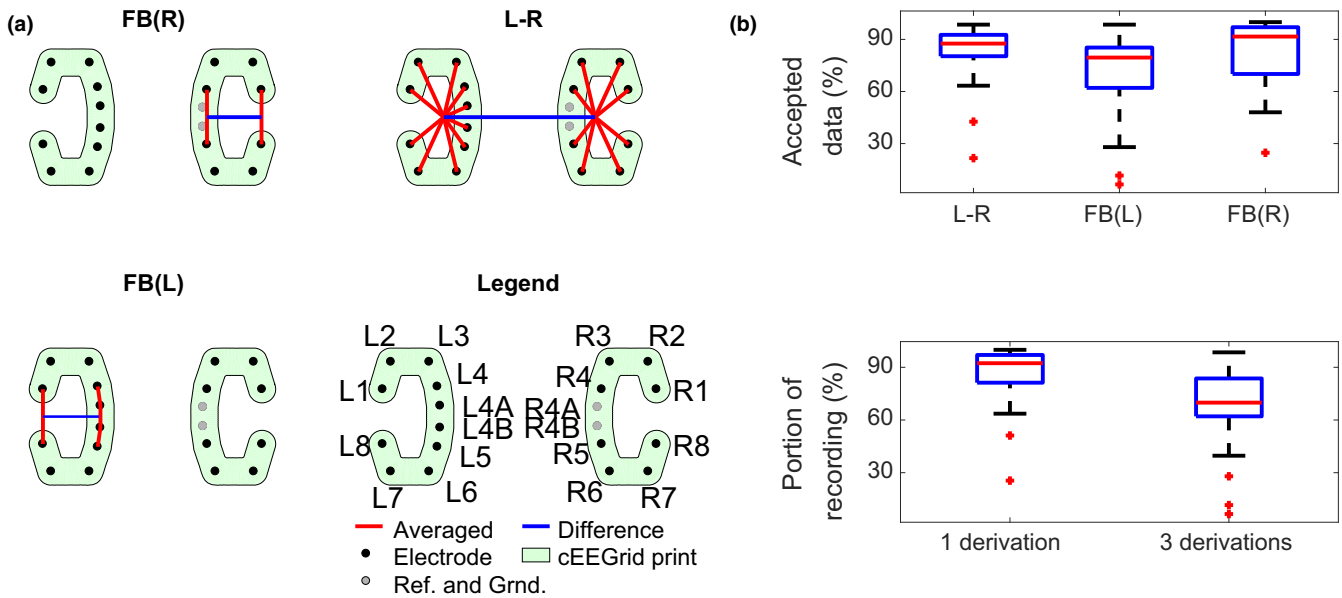 (a)
FB(R)
L-R
FB(L)
Legend
L2
L3
R3
R2
L4
R4
L1
R1
L4A
R4A
L4B
R4B
L8
R8
L5
R5
L7
L6
R6
R7
Averaged
Difference
Electrode
cEEGrid print
Ref. and Grnd.
(b)
Accepted
data (%)
90
60
30
L-R
FB(L)
FB(R)
Portion of
recording (%)
90
60
30
1 derivation
3 derivations